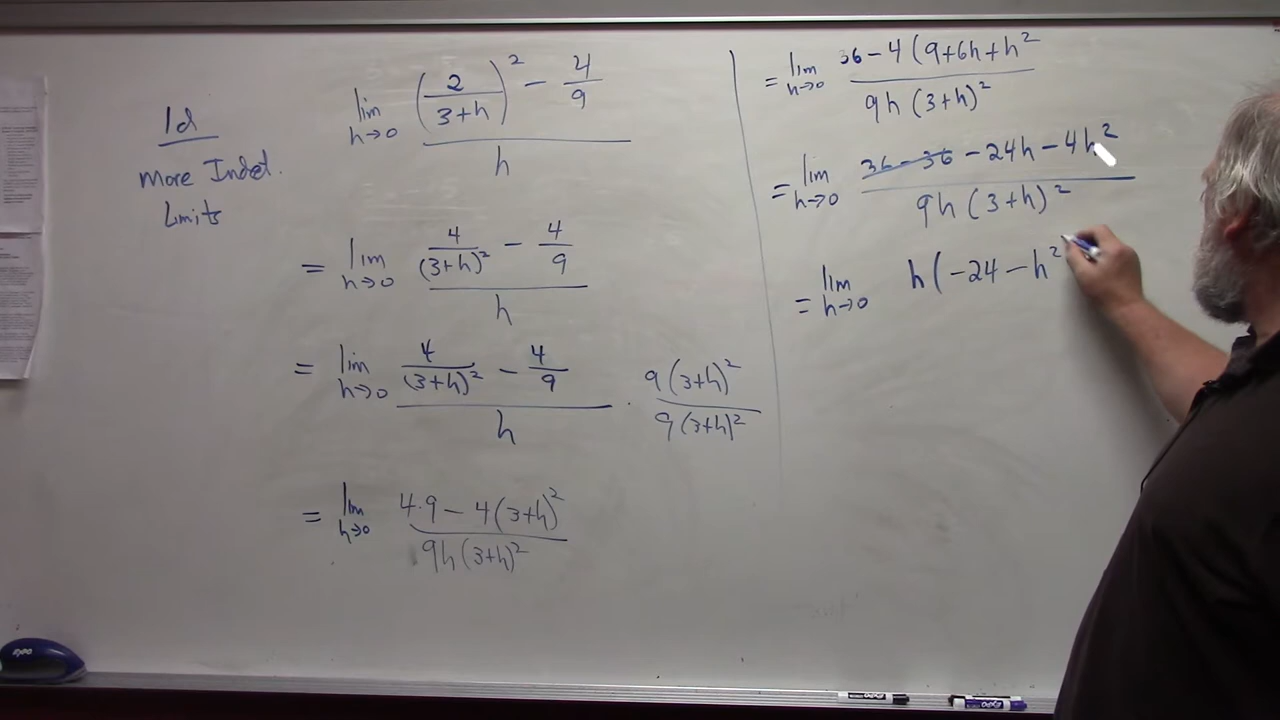 1d
More Indet.
Limits
lim h→0 ((2/(3+h))² − 4/9)/h
= lim h→0 (4/(3+h)² − 4/9)/h
= lim h→0 (4/(3+h)² − 4/9)/h · 9(3+h)²/9(3+h)²
= lim h→0 (4·9 − 4(3+h)²)/(9h(3+h)²)
= lim h→0 (36 − 4(9+6h+h²)/(9h(3+h)²)
= lim h→0 (36 − 36 − 24h − 4h²)/(9h(3+h)²)
= lim h→0 h(−24 − h²
EXPO